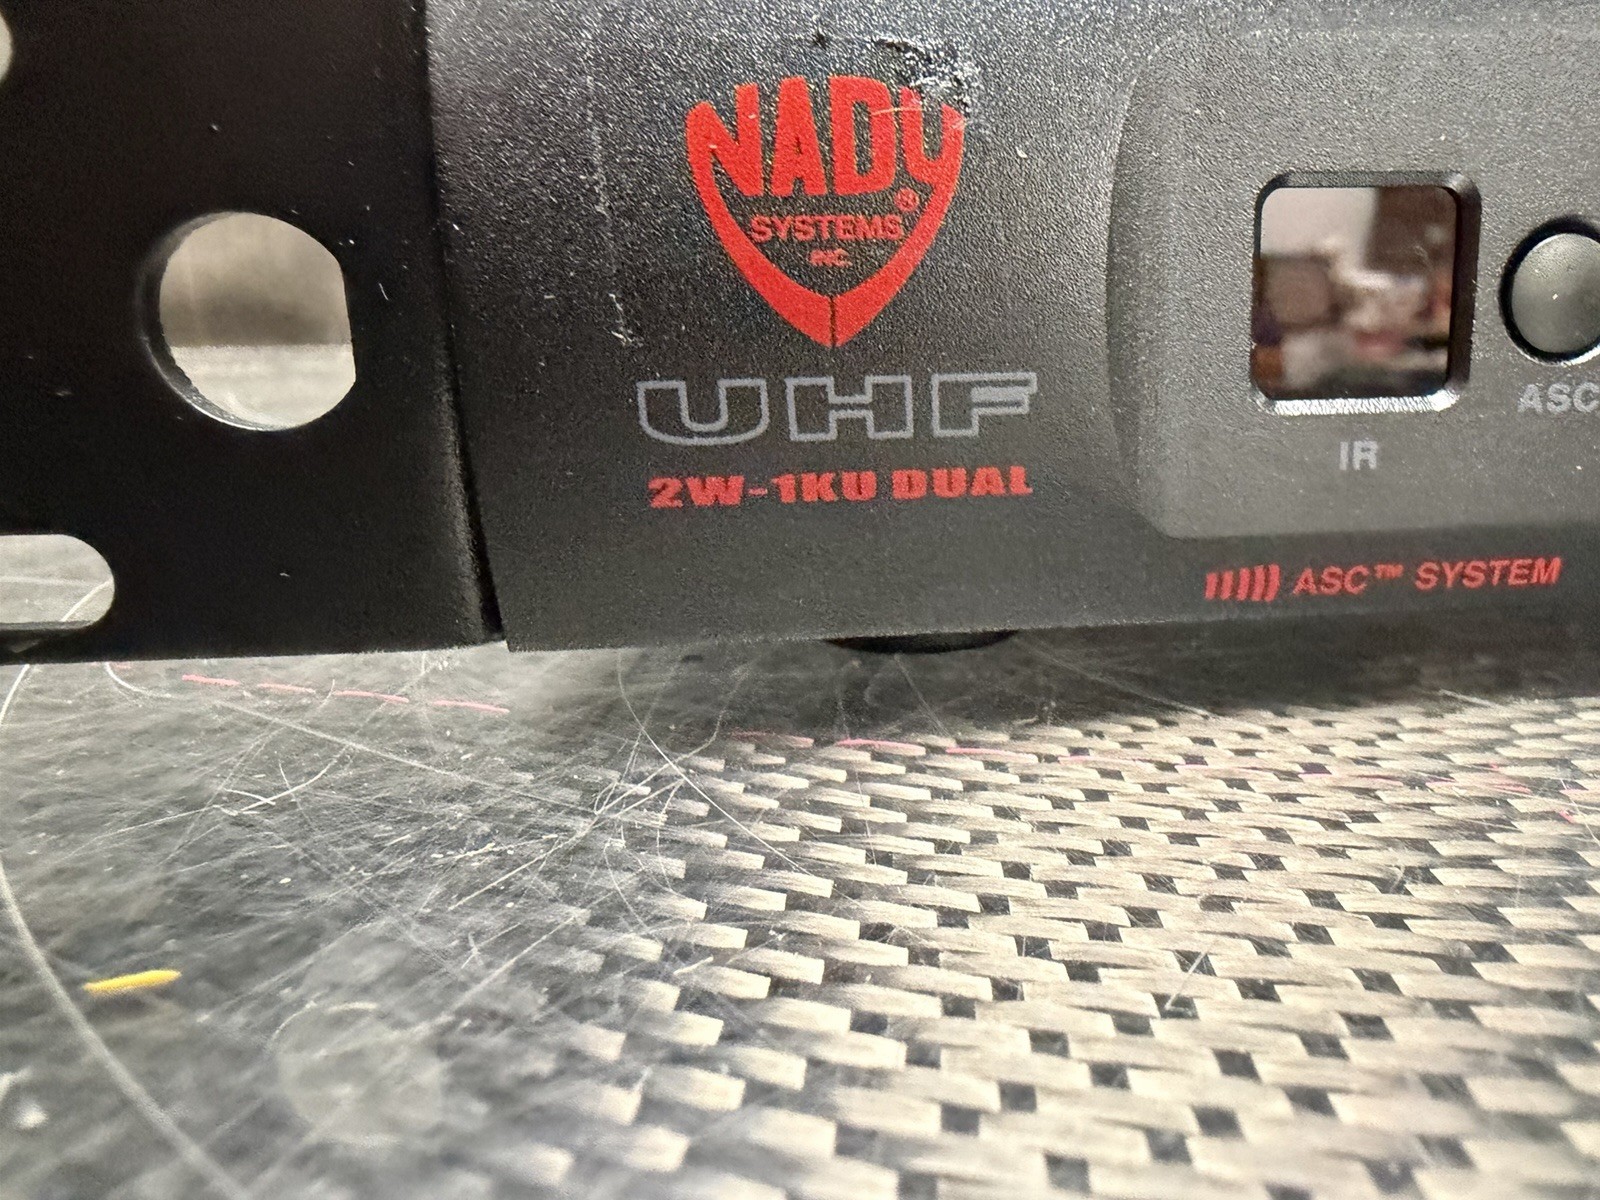 NADY®
SYSTEMS
INC.
UHF
2W-1KU DUAL
IR
ASC
ASC™ SYSTEM